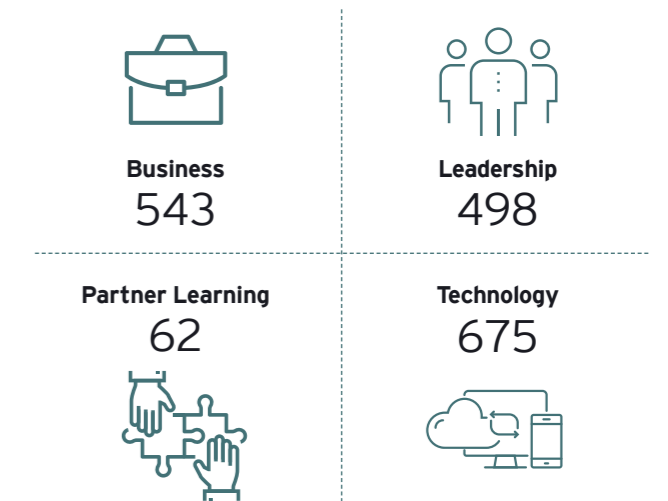 Business
543
Leadership
498
Partner Learning
62
Technology
675